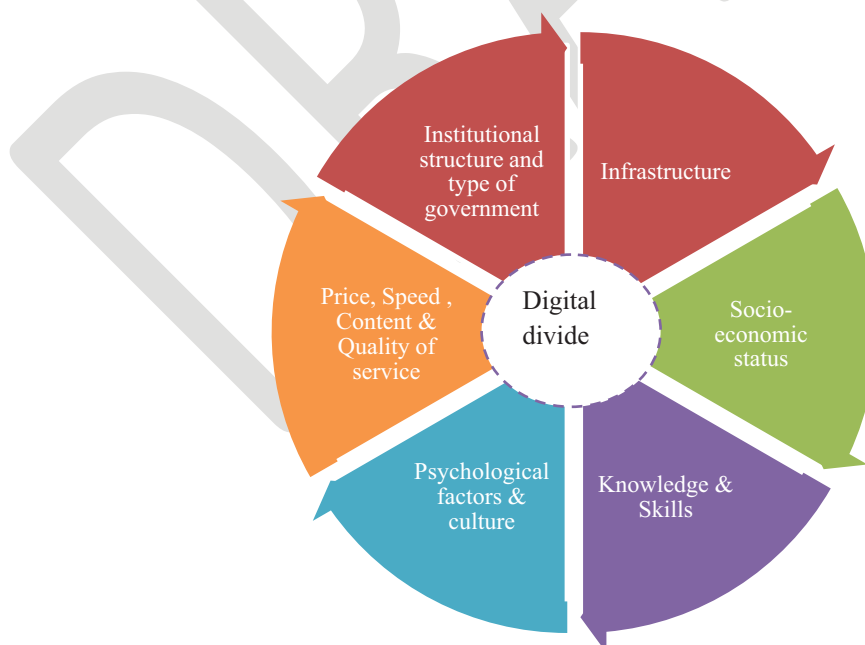 Institutional
structure and
type of
government
Infrastructure
Price, Speed ,
Content &
Quality of
service
Digital
divide
Socio-
economic
status
Psychological
factors &
culture
Knowledge &
Skills